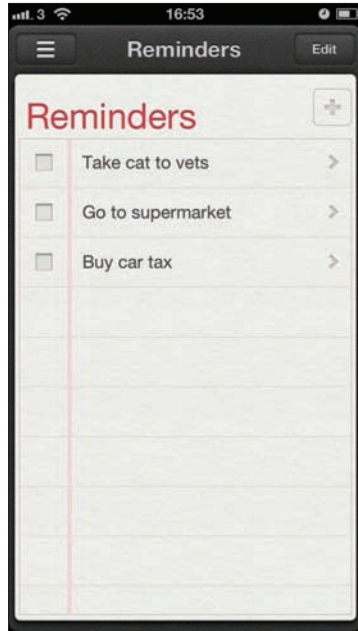 3 16:53
Reminders Edit
Reminders
Take cat to vets
Go to supermarket
Buy car tax